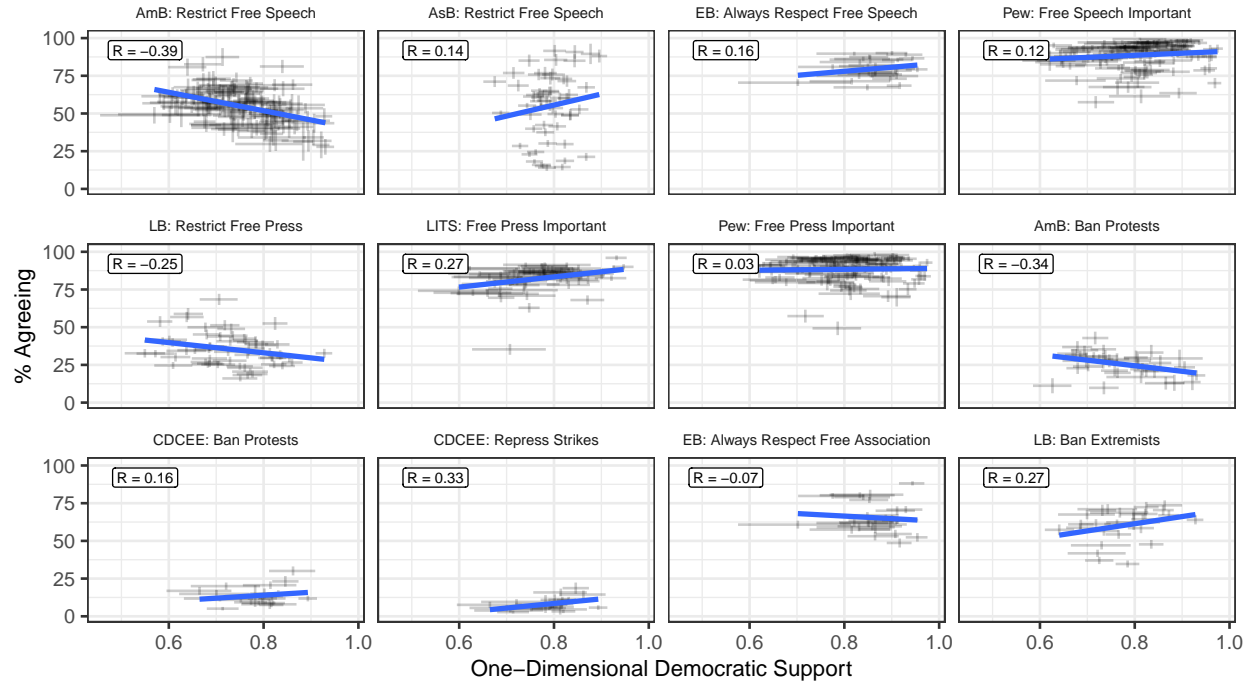 AmB: Restrict Free Speech
AsB: Restrict Free Speech
EB: Always Respect Free Speech
Pew: Free Speech Important
100
75
50
25
0
R = −0.39
R = 0.14
R = 0.16
R = 0.12
LB: Restrict Free Press
LITS: Free Press Important
Pew: Free Press Important
AmB: Ban Protests
100
75
50
25
0
R = −0.25
R = 0.27
R = 0.03
R = −0.34
% Agreeing
CDCEE: Ban Protests
CDCEE: Repress Strikes
EB: Always Respect Free Association
LB: Ban Extremists
100
75
50
25
0
R = 0.16
R = 0.33
R = −0.07
R = 0.27
0.6 0.8 1.0
0.6 0.8 1.0
0.6 0.8 1.0
0.6 0.8 1.0
One−Dimensional Democratic Support